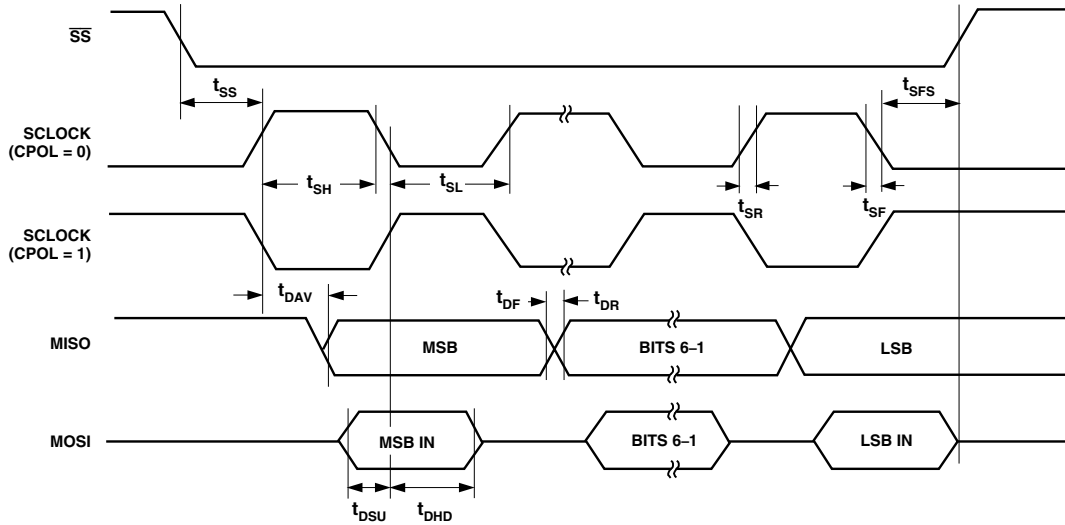 SS
tSS
tSFS
SCLOCK
(CPOL = 0)
tSH
tSL
tSR
tSF
SCLOCK
(CPOL = 1)
tDAV
tDF
tDR
MISO
MSB
BITS 6–1
LSB
MOSI
MSB IN
BITS 6–1
LSB IN
tDSU
tDHD